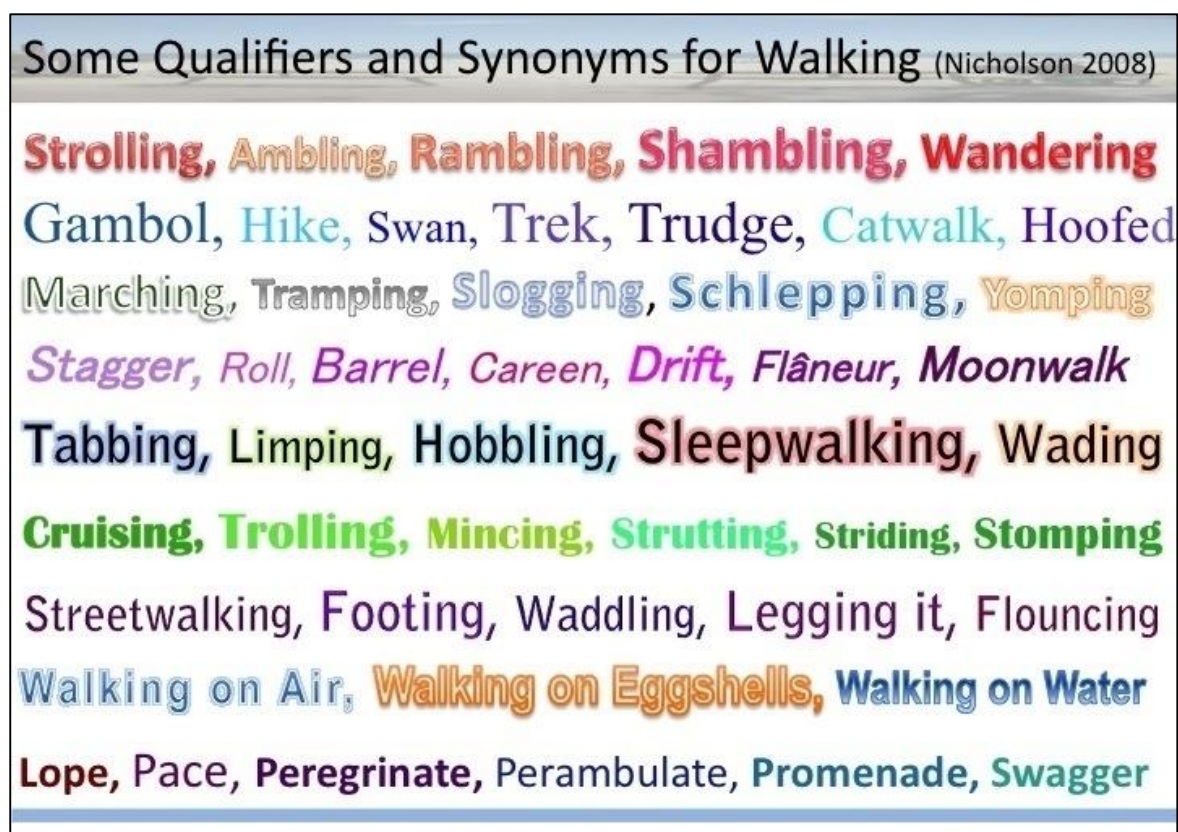 Some Qualifiers and Synonyms for Walking (Nicholson 2008)
Strolling, Ambling, Rambling, Shambling, Wandering
Gambol, Hike, Swan, Trek, Trudge, Catwalk, Hoofed
Marching, Tramping, Slogging, Schlepping, Yomping
Stagger, Roll, Barrel, Careen, Drift, Flâneur, Moonwalk
Tabbing, Limping, Hobbling, Sleepwalking, Wading
Cruising, Trolling, Mincing, Strutting, Striding, Stomping
Streetwalking, Footing, Waddling, Legging it, Flouncing
Walking on Air, Walking on Eggshells, Walking on Water
Lope, Pace, Peregrinate, Perambulate, Promenade, Swagger